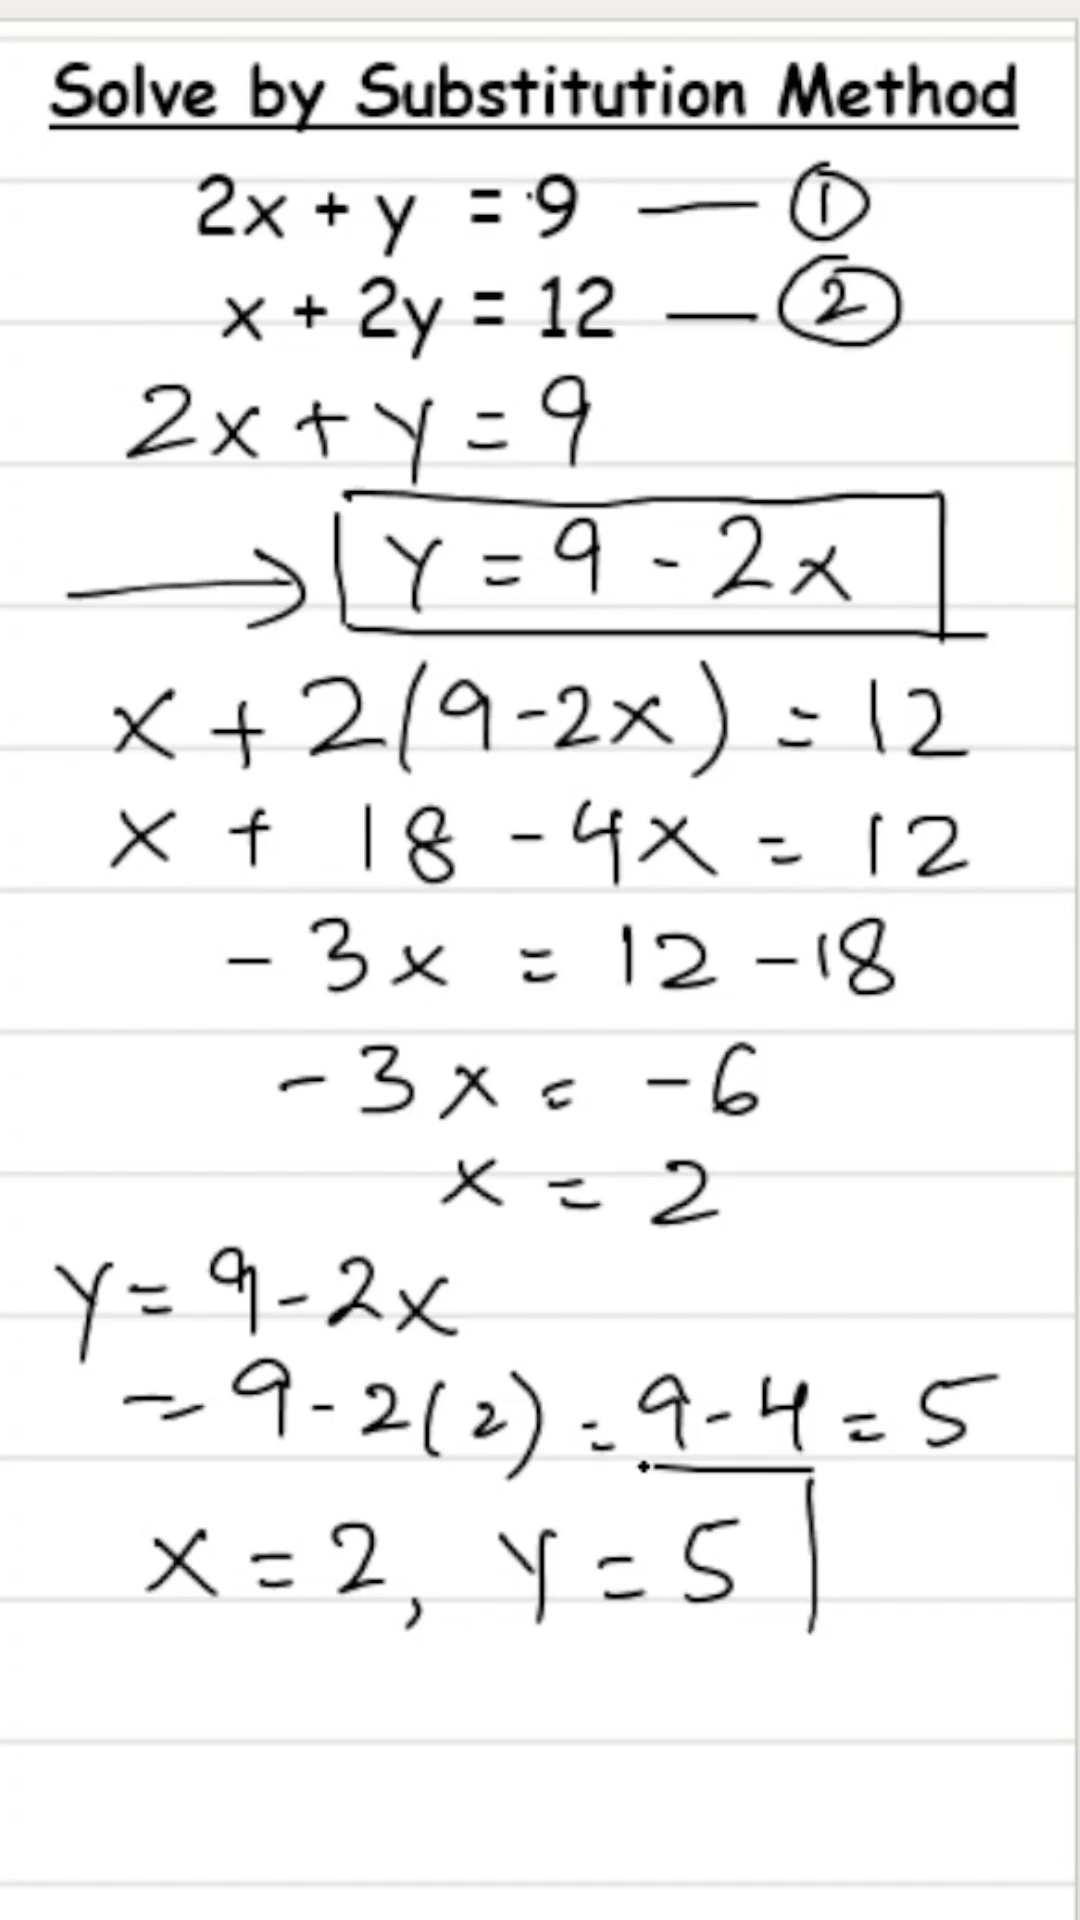 Solve by Substitution Method
2x + y = 9 — ①
x + 2y = 12 — ②
2x + y = 9
→ y = 9 - 2x
x + 2(9-2x) = 12
x + 18 - 4x = 12
- 3x = 12 - 18
- 3x = - 6
x = 2
y = 9 - 2x
= 9 - 2(2) = 9 - 4 = 5
x = 2, y = 5